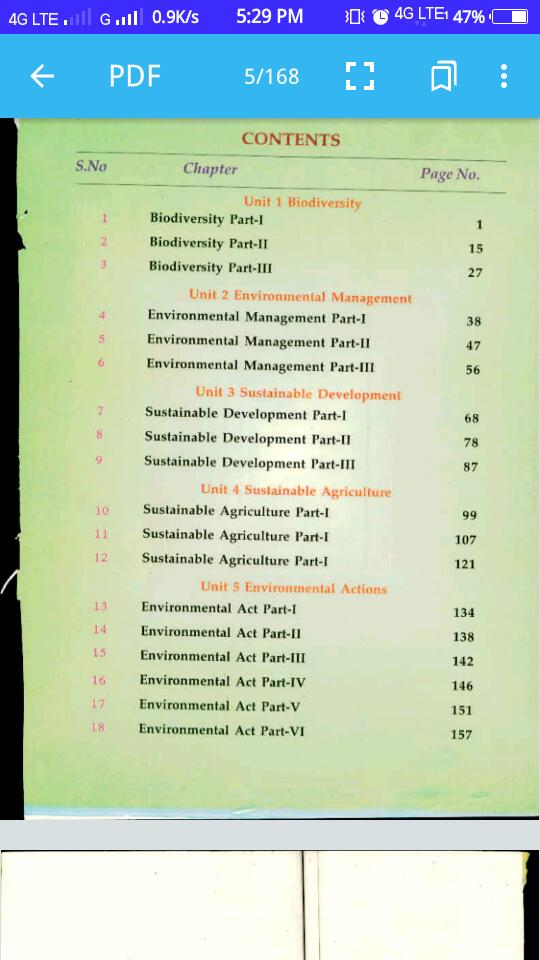 4G LTE G 0.9K/s 5:29 PM 4G LTE 47%
PDF 5/168
CONTENTS
S.No Chapter Page No.
Unit 1 Biodiversity
1 Biodiversity Part-I 1
2 Biodiversity Part-II 15
3 Biodiversity Part-III 27
Unit 2 Environmental Management
4 Environmental Management Part-I 38
5 Environmental Management Part-II 47
6 Environmental Management Part-III 56
Unit 3 Sustainable Development
7 Sustainable Development Part-I 68
8 Sustainable Development Part-II 78
9 Sustainable Development Part-III 87
Unit 4 Sustainable Agriculture
10 Sustainable Agriculture Part-I 99
11 Sustainable Agriculture Part-I 107
12 Sustainable Agriculture Part-I 121
Unit 5 Environmental Actions
13 Environmental Act Part-I 134
14 Environmental Act Part-II 138
15 Environmental Act Part-III 142
16 Environmental Act Part-IV 146
17 Environmental Act Part-V 151
18 Environmental Act Part-VI 157